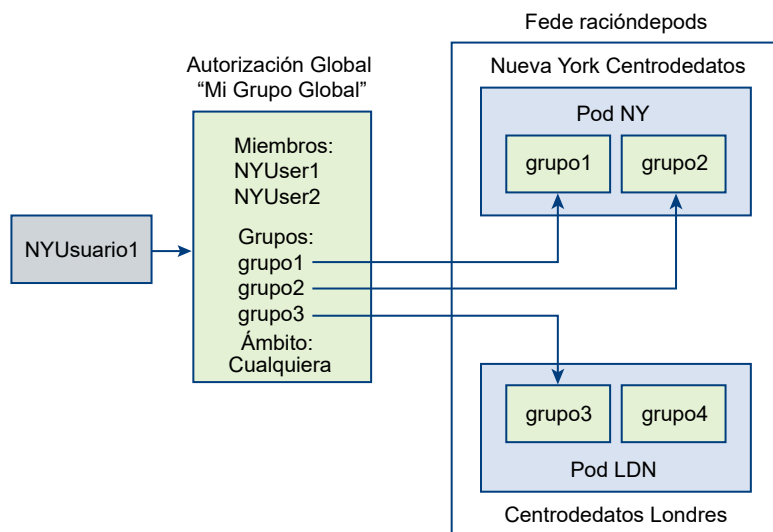 Fede racióndepods
Autorización Global
“Mi Grupo Global”
Nueva York Centrodedatos
Pod NY
grupo1
grupo2
Miembros:
NYUser1
NYUser2
NYUsuario1
Grupos:
grupo1
grupo2
grupo3
Ámbito:
Cualquiera
grupo3
grupo4
Pod LDN
Centrodedatos Londres